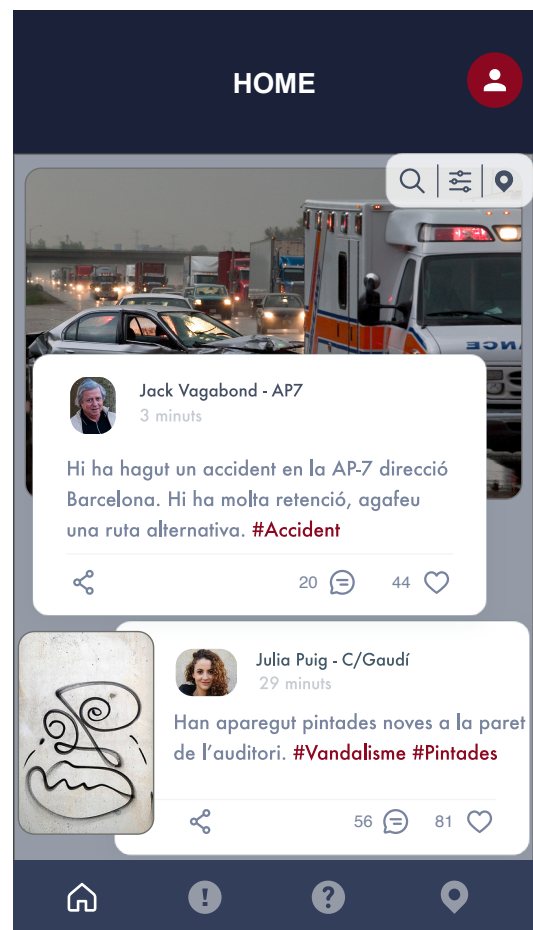 HOME
Jack Vagabond - AP7
3 minuts
Hi ha hagut un accident en la AP-7 direcció
Barcelona. Hi ha molta retenció, agafeu
una ruta alternativa. #Accident
20
44
Julia Puig - C/Gaudí
29 minuts
Han aparegut pintades noves a la paret
de l’auditori. #Vandalisme #Pintades
56
81